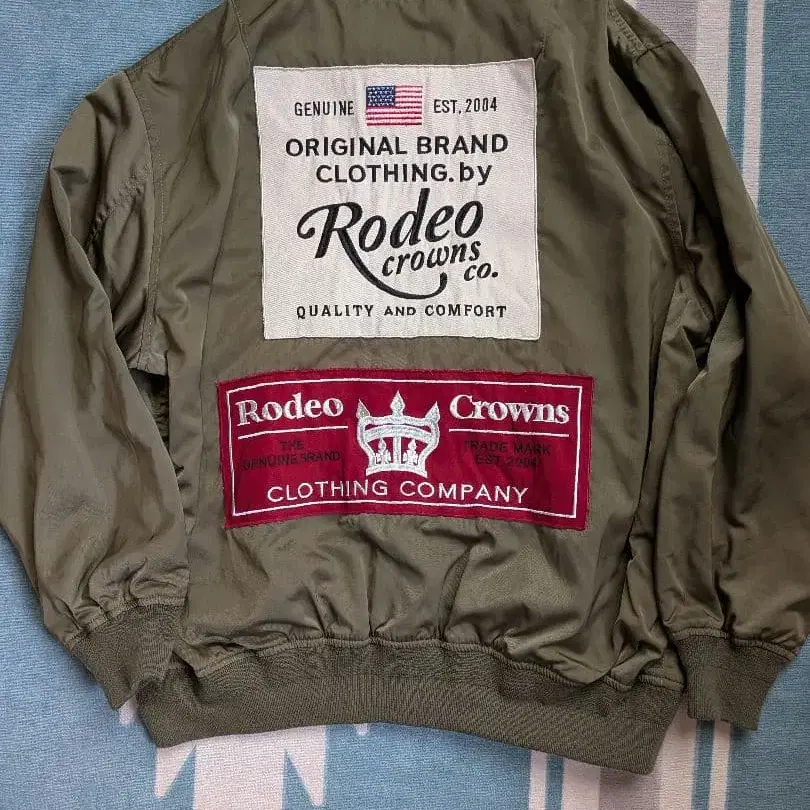 GENUINE EST, 2004
ORIGINAL BRAND
CLOTHING.by
Rodeo
crowns
co.
QUALITY AND COMFORT
Rodeo Crowns
THE TRADE MARK
GENUINE BRAND EST. 2004
CLOTHING COMPANY